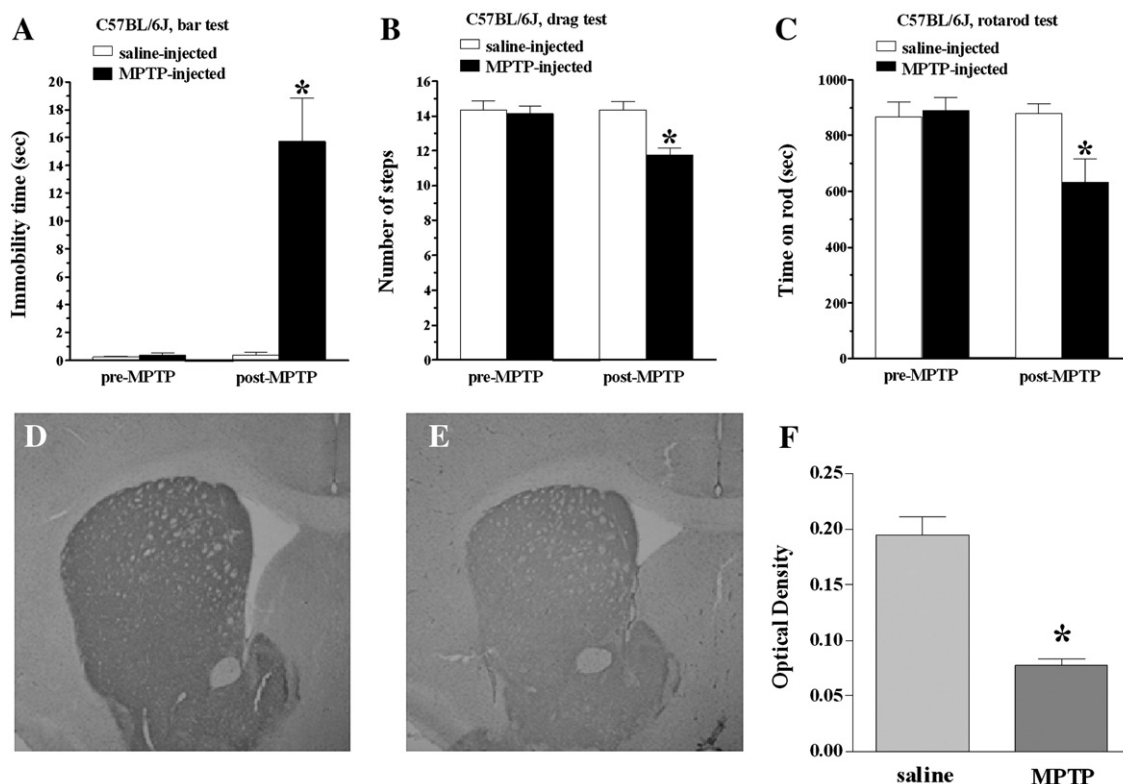 A
C57BL/6J, bar test
saline-injected
MPTP-injected
Immobility time (sec)
20
18
16
14
12
10
8
6
4
2
0
*
pre-MPTP
post-MPTP
B
C57BL/6J, drag test
saline-injected
MPTP-injected
Number of steps
16
14
12
10
8
6
4
2
0
*
pre-MPTP
post-MPTP
C
C57BL/6J, rotarod test
saline-injected
MPTP-injected
Time on rod (sec)
1000
800
600
400
200
0
*
pre-MPTP
post-MPTP
D
E
F
Optical Density
0.25
0.20
0.15
0.10
0.05
0.00
*
saline
MPTP